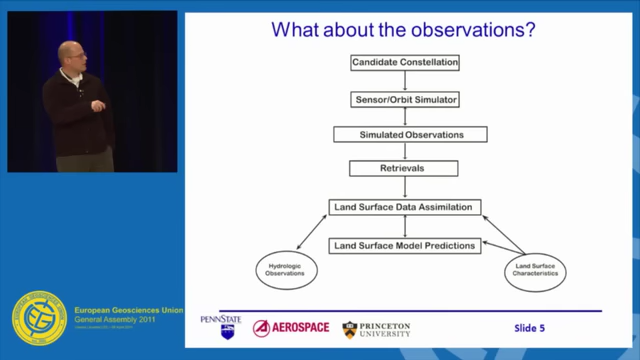 What about the observations?
Candidate Constellation
Sensor/Orbit Simulator
Simulated Observations
Retrievals
Land Surface Data Assimilation
Land Surface Model Predictions
Hydrologic
Observations
Land Surface
Characteristics
European Geosciences Union
General Assembly 2011
PENNSTATE
AEROSPACE
PRINCETON
UNIVERSITY
Slide 5